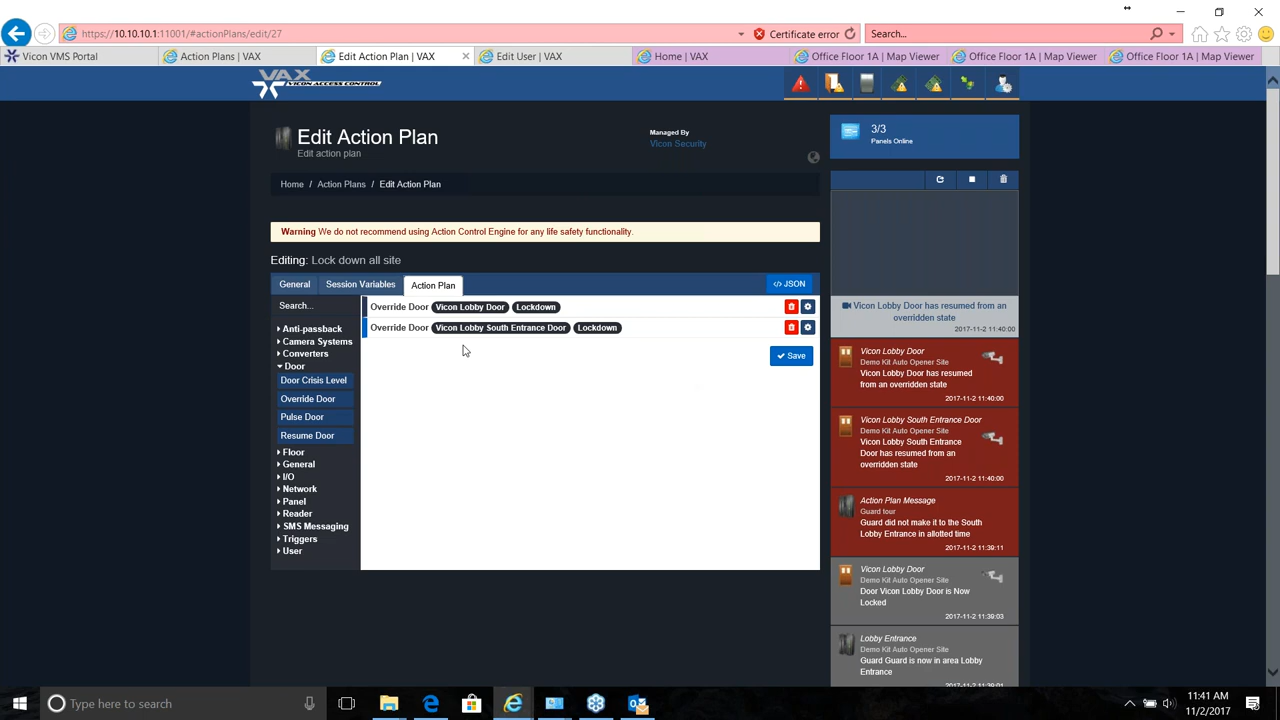 https://10.10.10.1:11001/#actionPlans/edit/27
Certificate error
Search...
Vicon VMS Portal
Action Plans | VAX
Edit Action Plan | VAX
Edit User | VAX
Home | VAX
Office Floor 1A | Map Viewer
Office Floor 1A | Map Viewer
Office Floor 1A | Map Viewer
VAX
VICON ACCESS CONTROL
Edit Action Plan
Edit action plan
Managed By
Vicon Security
3/3
Panels Online
Home / Action Plans / Edit Action Plan
Warning We do not recommend using Action Control Engine for any life safety functionality.
Editing: Lock down all site
General
Session Variables
Action Plan
</> JSON
Search...
Anti-passback
Camera Systems
Converters
Door
Door Crisis Level
Override Door
Pulse Door
Resume Door
Floor
General
I/O
Network
Panel
Reader
SMS Messaging
Triggers
User
Override Door Vicon Lobby Door Lockdown
Override Door Vicon Lobby South Entrance Door Lockdown
Save
Vicon Lobby Door has resumed from an
overridden state
2017-11-2 11:40:00
Vicon Lobby Door
Demo Kit Auto Opener Site
Vicon Lobby Door has resumed
from an overridden state
2017-11-2 11:40:00
Vicon Lobby South Entrance Door
Demo Kit Auto Opener Site
Vicon Lobby South Entrance
Door has resumed from an
overridden state
2017-11-2 11:40:00
Action Plan Message
Guard tour
Guard did not make it to the South
Lobby Entrance in allotted time
2017-11-2 11:39:11
Vicon Lobby Door
Demo Kit Auto Opener Site
Door Vicon Lobby Door is Now
Locked
2017-11-2 11:39:03
Lobby Entrance
Demo Kit Auto Opener Site
Guard Guard is now in area Lobby
Entrance
2017-11-2 11:39:01
Type here to search
11:41 AM
11/2/2017